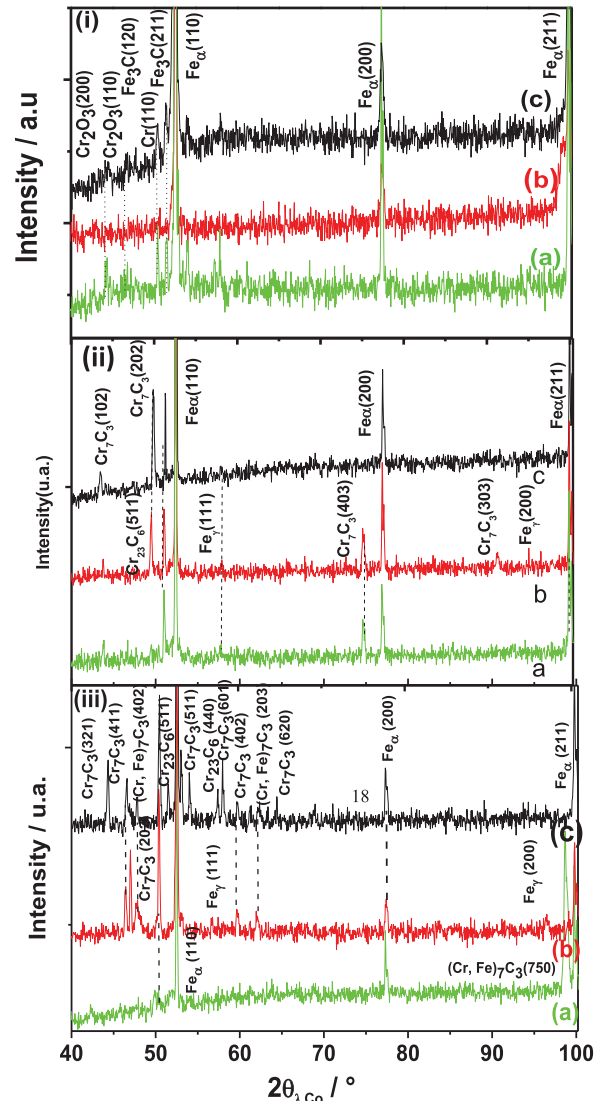 (i)
Intensity / a.u
Cr₂O₃(200)
Cr₂O₃(110)
Fe₃C(120)
Cr(110)
Fe₃C(211)
Feα(110)
Feα(200)
Feα(211)
(c)
(b)
(a)
(ii)
Intensity(u.a.)
Cr₇C₃(102)
Cr₇C₃(202)
Cr₂₃C₆(511)
Feα(110)
Feγ(111)
Feα(200)
Cr₇C₃(403)
Cr₇C₃(303)
Feγ(200)
Feα(211)
C
b
a
(iii)
Intensity / u.a.
Cr₇C₃(321)
Cr₇C₃(411)
(Cr, Fe)₇C₃(402)
Cr₂₃C₆(511)
Cr₇C₃(511)
Cr₂₃C₆(440)
Cr₇C₃(601)
Cr₇C₃(402)
(Cr, Fe)₇C₃ (203)
Cr₇C₃ (620)
18
Feα (200)
Feα (211)
(c)
Cr₇C₃
Feγ (111)
Feγ (200)
(b)
Feα (110)
(Cr, Fe)₇C₃(750)
(a)
40 50 60 70 80 90 100
2θλ Co / °